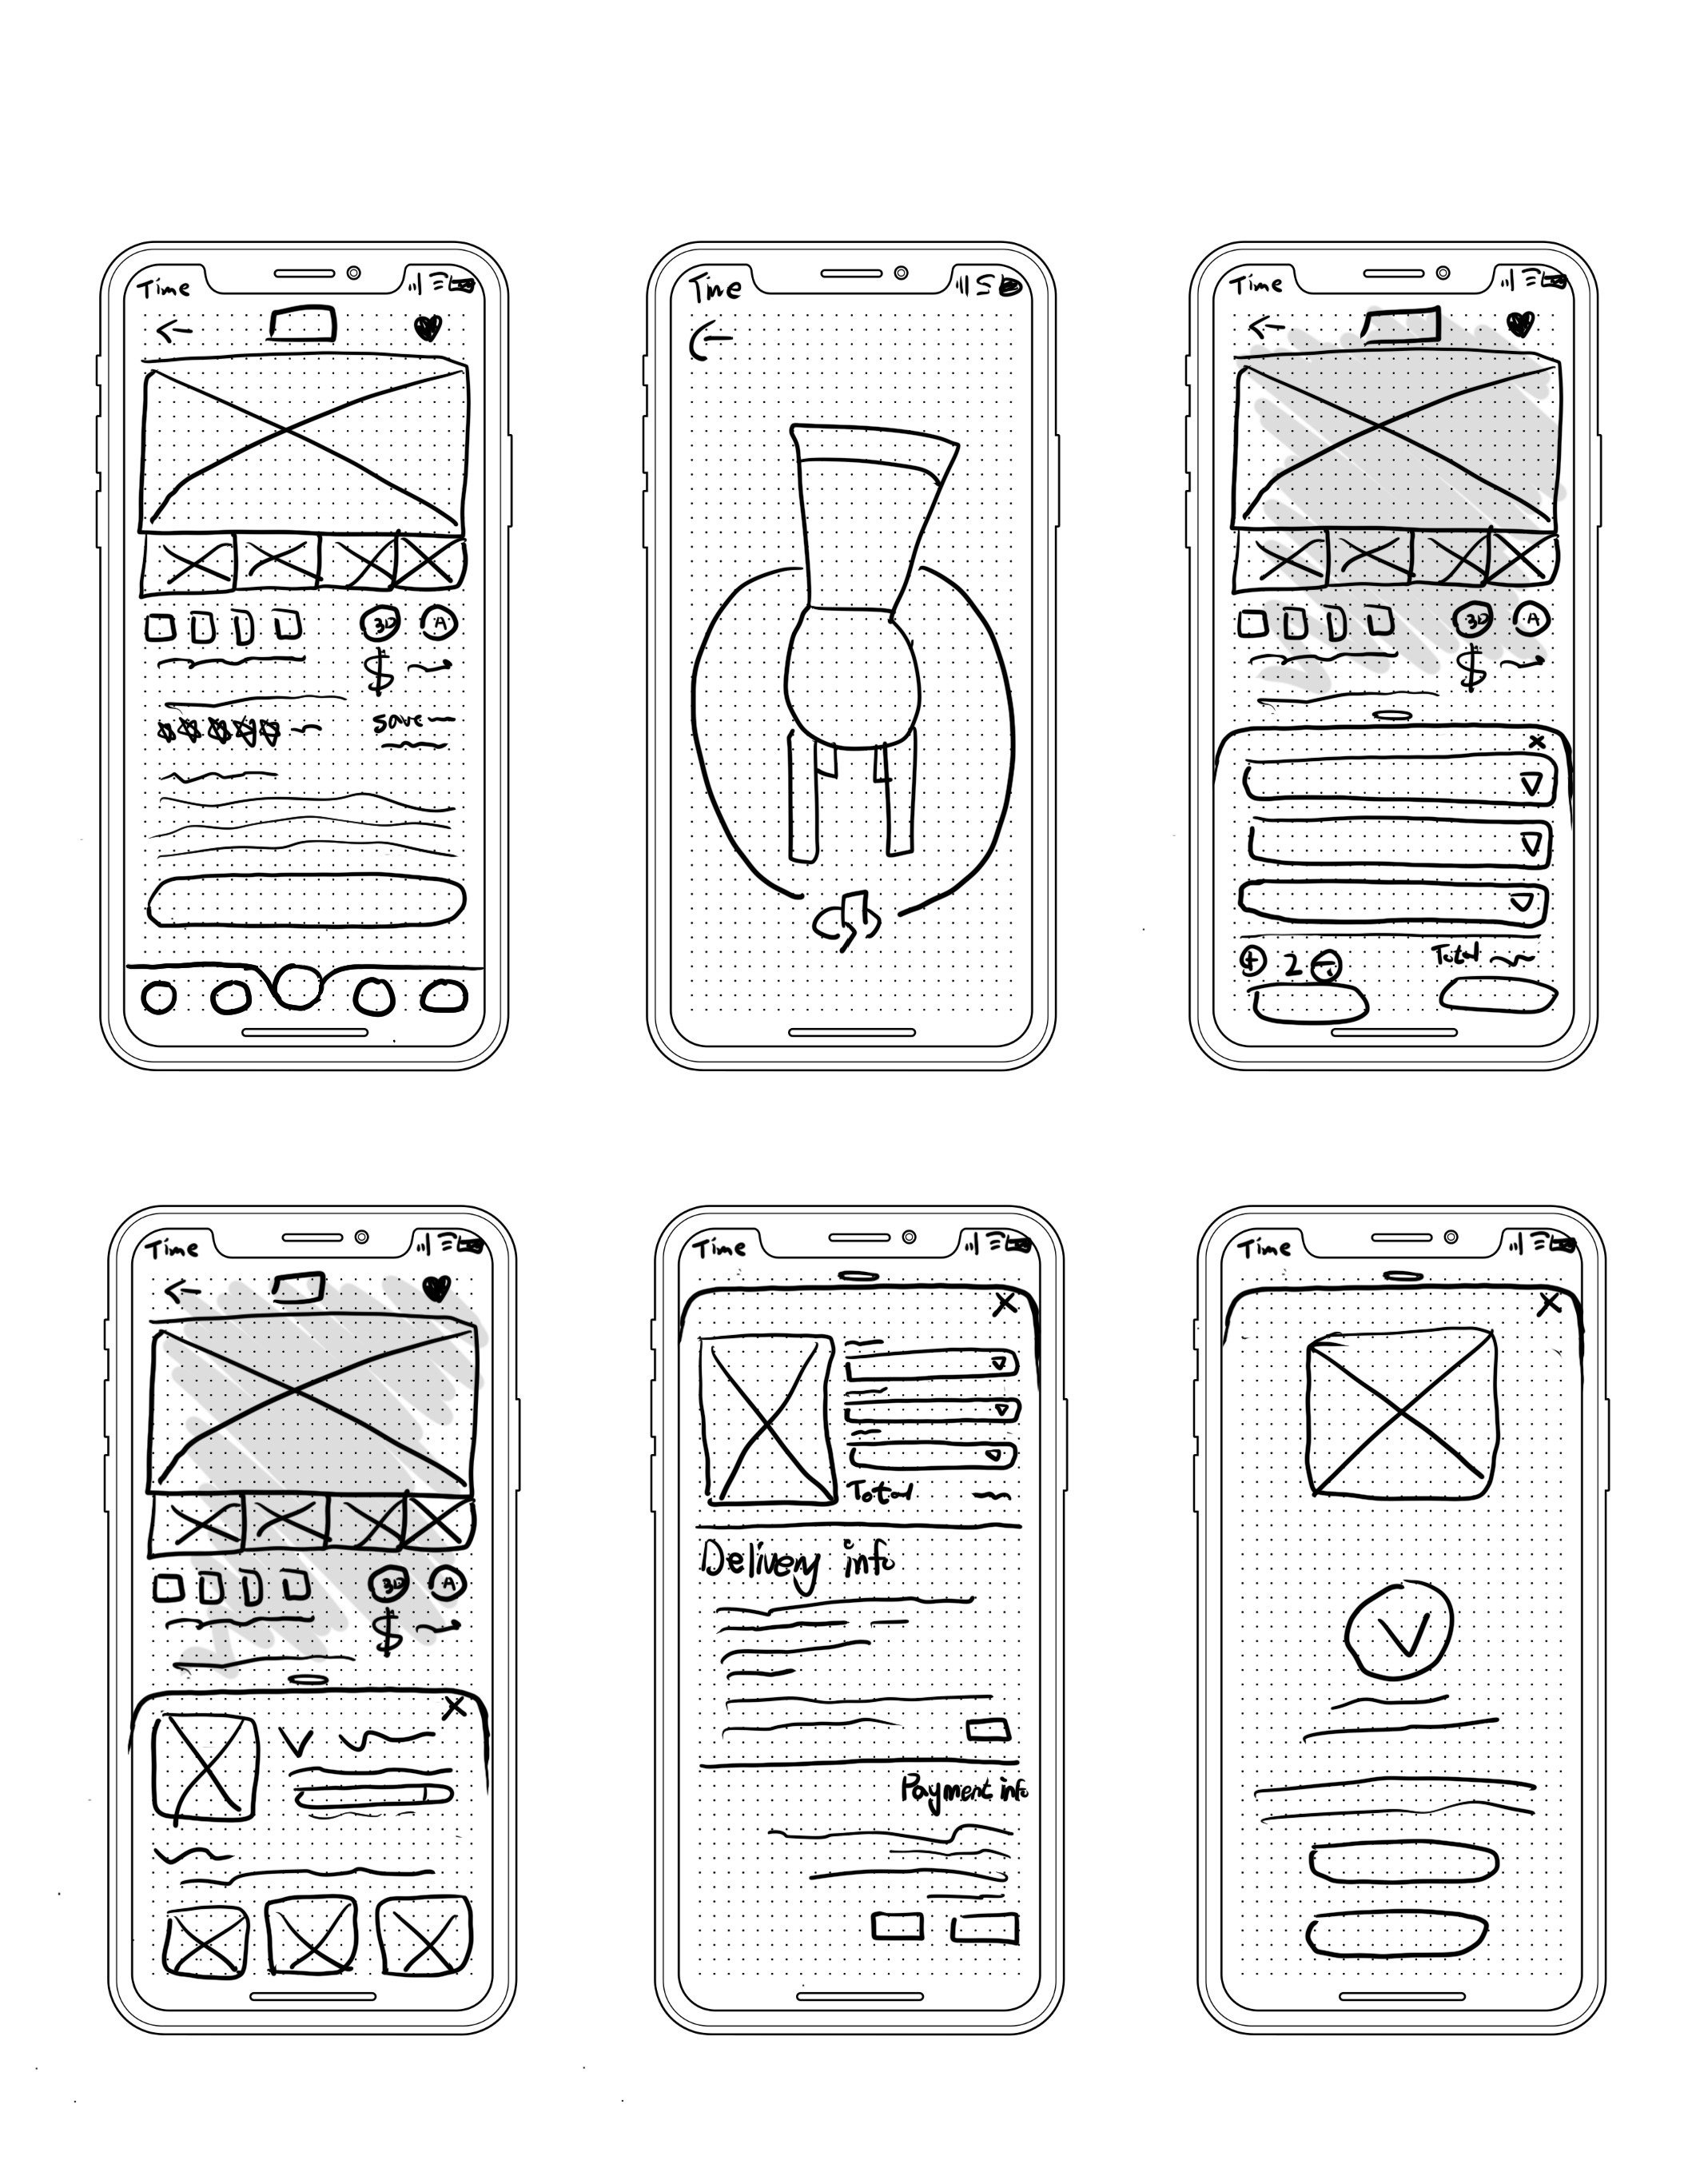 Time
3D A
$
save
Time
Time
3D A
$
2 Total
Time
3D A
$
Time
Total
Delivery info
Payment info
Time